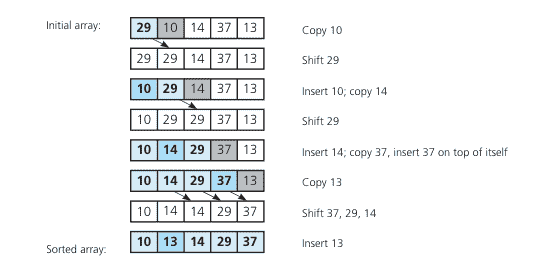 Initial array: 29 10 14 37 13 Copy 10
29 29 14 37 13 Shift 29
10 29 14 37 13 Insert 10; copy 14
10 29 29 37 13 Shift 29
10 14 29 37 13 Insert 14; copy 37, insert 37 on top of itself
10 14 29 37 13 Copy 13
10 14 14 29 37 Shift 37, 29, 14
Sorted array: 10 13 14 29 37 Insert 13